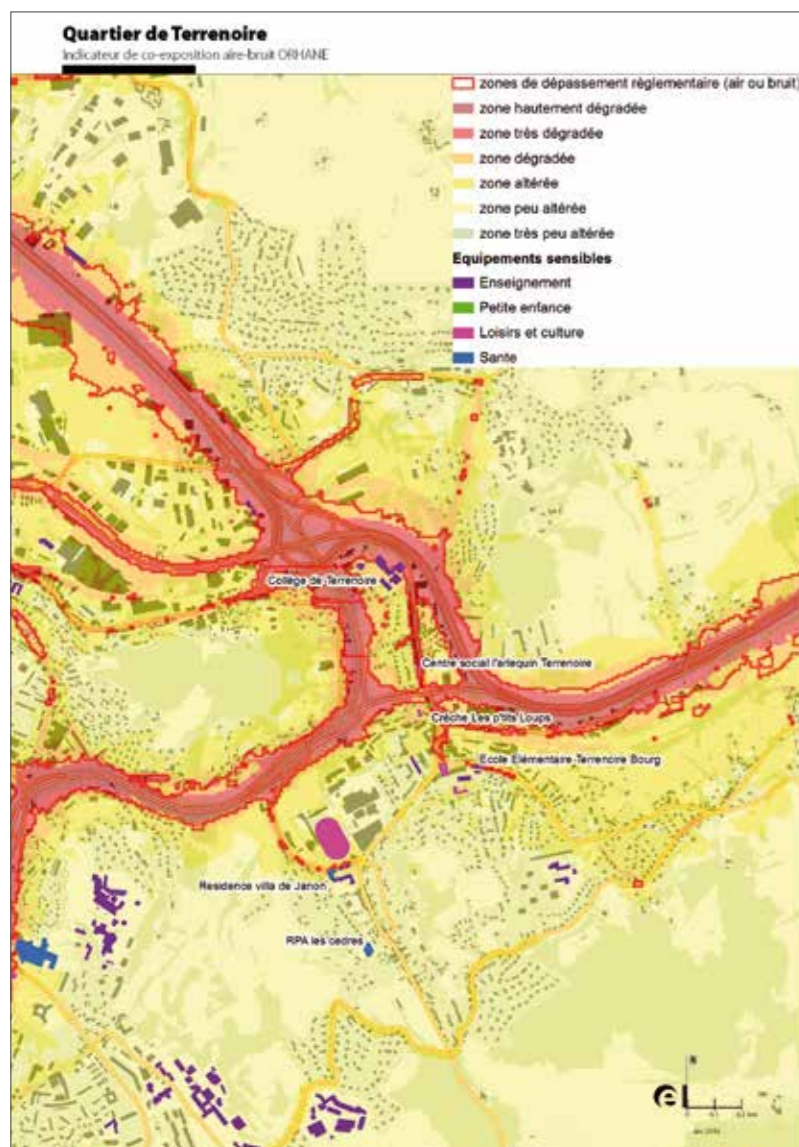 Quartier de Terrenoire
Indicateur de co-exposition aire-bruit ORHANE
zones de dépassement règlementaire (air ou bruit)
zone hautement dégradée
zone très dégradée
zone dégradée
zone altérée
zone peu altérée
zone très peu altérée
Equipements sensibles
Enseignement
Petite enfance
Loisirs et culture
Sante
Collège de Terrenoire
Centre social l'arlequin Terrenoire
Crèche Les p'tits Loups
Ecole Elémentaire Terrenoire Bourg
Residence villa de Janon
RPA les cedres
N